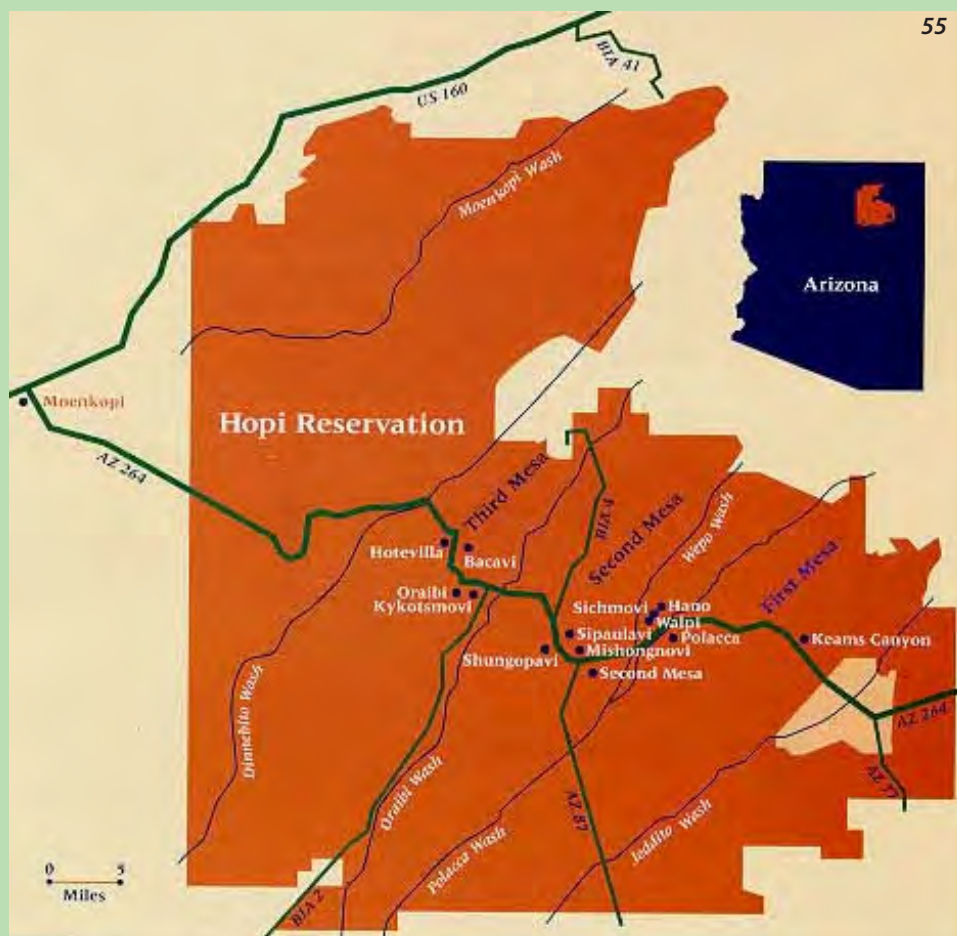 55
BIA 41
US 160
Moenkopi Wash
Arizona
Moenkopi
Hopi Reservation
AZ 264
Third Mesa
BIA 4
Second Mesa
Wepo Wash
First Mesa
Hotevilla
Bacavi
Oraibi
Kykotsmovi
Sichmovi
Hano
Walpi
Sipaulavi
Polacca
Keams Canyon
Shungopavi
Mishongnovi
Second Mesa
Dinnebito Wash
Oraibi Wash
AZ 264
AZ 77
AZ 87
Polacca Wash
Jeddito Wash
0 5
Miles
BIA 2